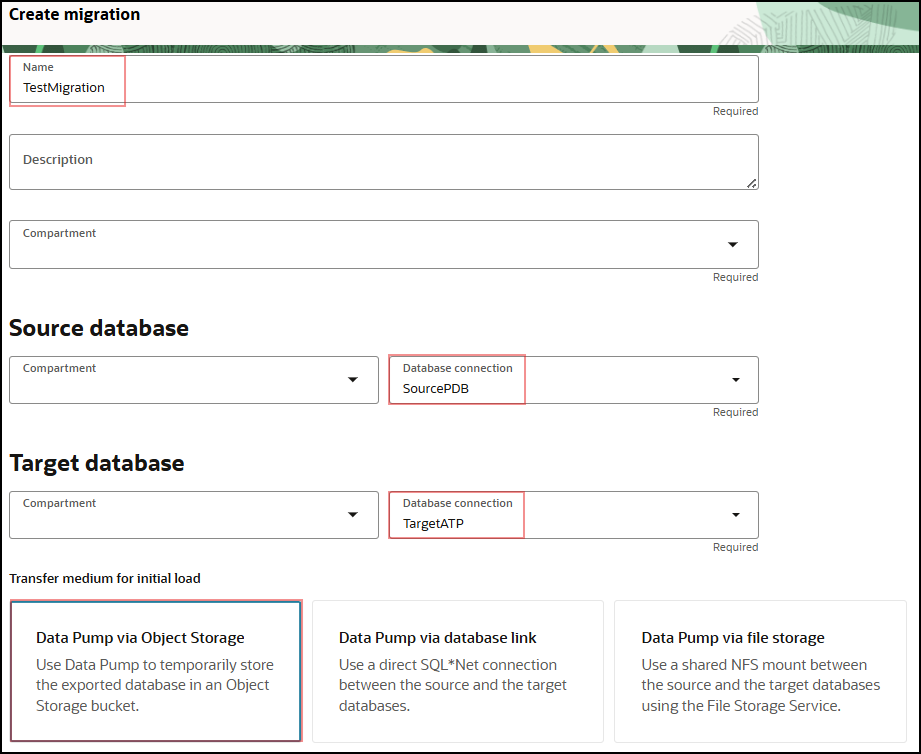 Create migration
Name
TestMigration
Required
Description
Compartment
Required
Source database
Compartment
Database connection
SourcePDB
Required
Target database
Compartment
Database connection
TargetATP
Required
Transfer medium for initial load
Data Pump via Object Storage
Use Data Pump to temporarily store
the exported database in an Object
Storage bucket.
Data Pump via database link
Use a direct SQL*Net connection
between the source and the target
databases.
Data Pump via file storage
Use a shared NFS mount between
the source and the target databases
using the File Storage Service.